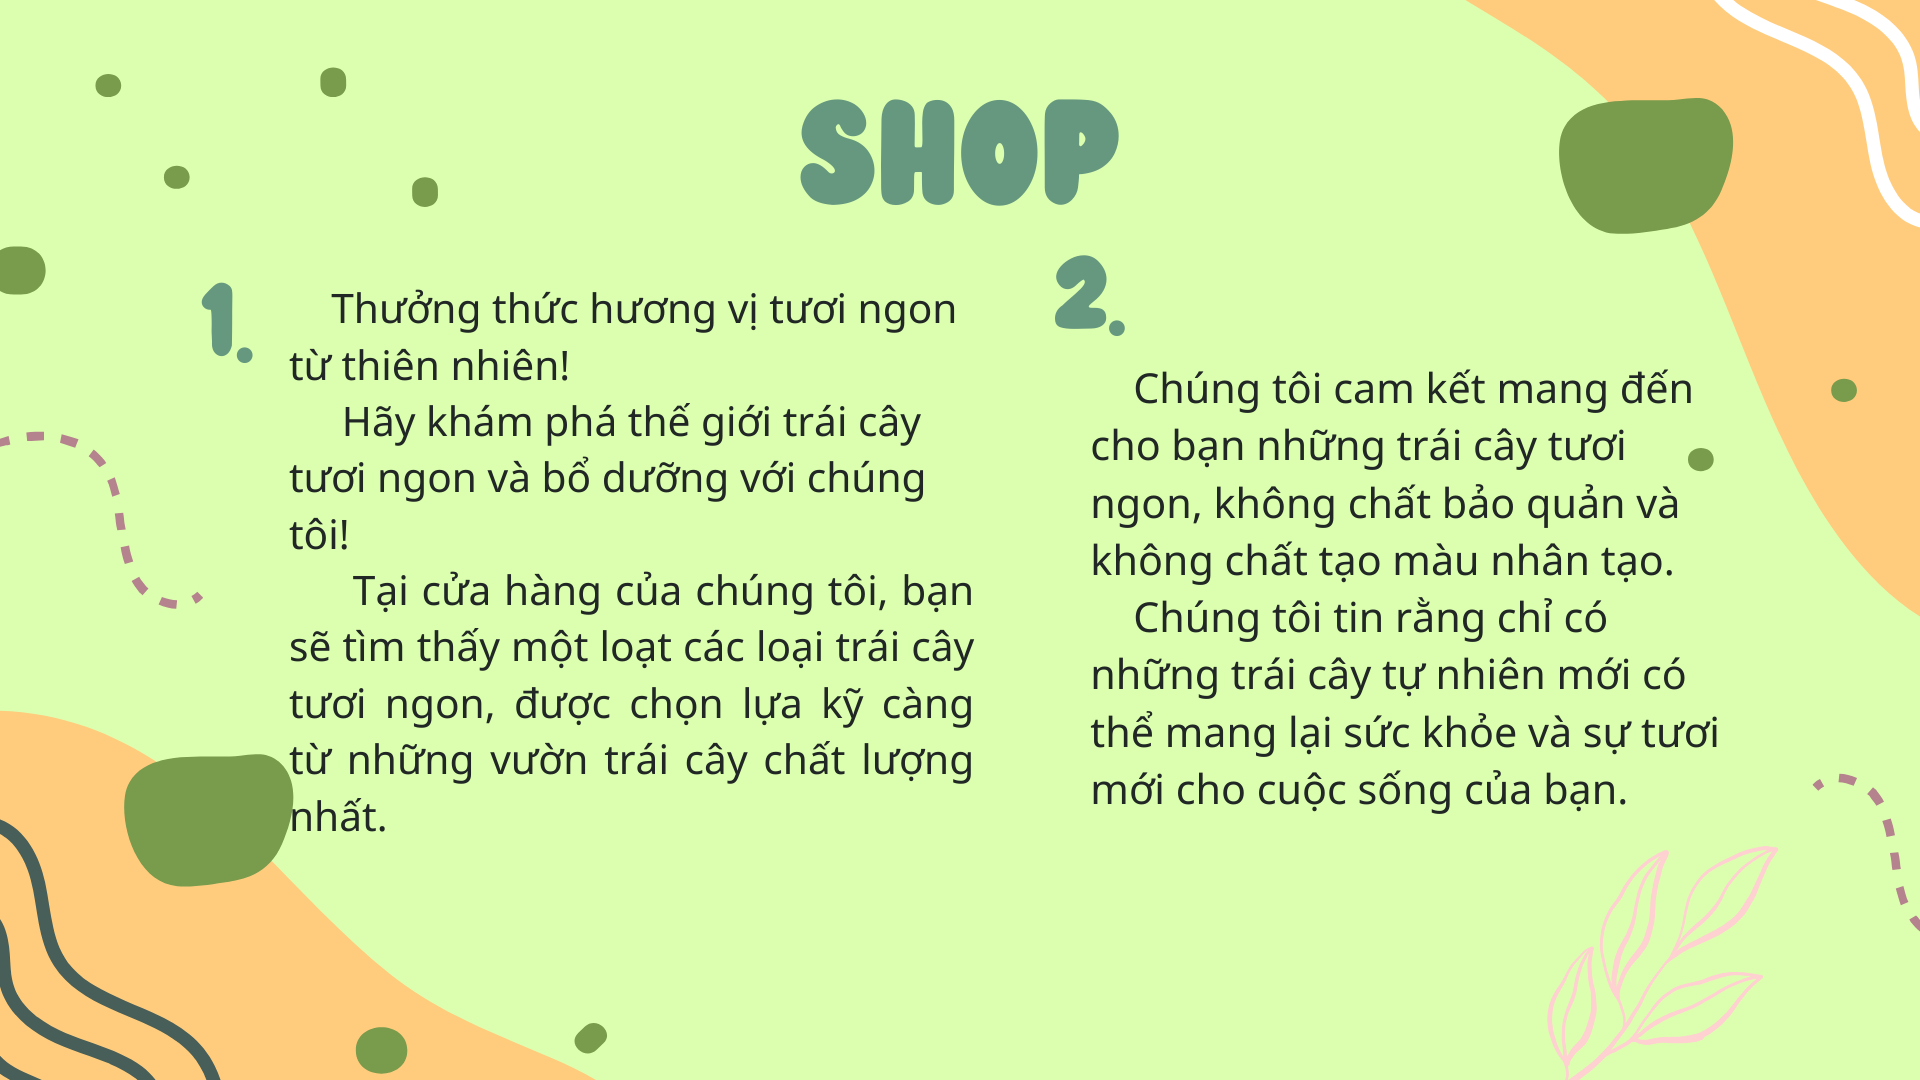 SHOP
1.
Thưởng thức hương vị tươi ngon
từ thiên nhiên!
Hãy khám phá thế giới trái cây
tươi ngon và bổ dưỡng với chúng
tôi!
Tại cửa hàng của chúng tôi, bạn
sẽ tìm thấy một loạt các loại trái cây
tươi ngon, được chọn lựa kỹ càng
từ những vườn trái cây chất lượng
nhất.
2.
Chúng tôi cam kết mang đến
cho bạn những trái cây tươi
ngon, không chất bảo quản và
không chất tạo màu nhân tạo.
Chúng tôi tin rằng chỉ có
những trái cây tự nhiên mới có
thể mang lại sức khỏe và sự tươi
mới cho cuộc sống của bạn.